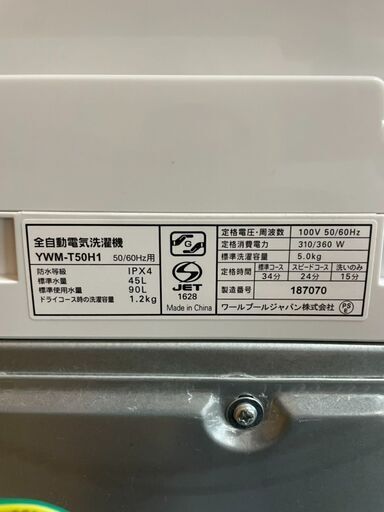 全自動電気洗濯機
YWM-T50H1 50/60Hz用
防水等級 IPX4
標準水量 45L
標準使用水量 90L
ドライコース時の洗濯容量 1.2kg
G
S
JET
1628
Made in China
定格電圧・周波数 100V 50/60Hz
定格消費電力 310/360 W
標準洗濯容量 5.0kg
定格時間 標準コース スピードコース 洗いのみ
34分 24分 15分
製造番号 187070
ワールプールジャパン株式会社
PS
E